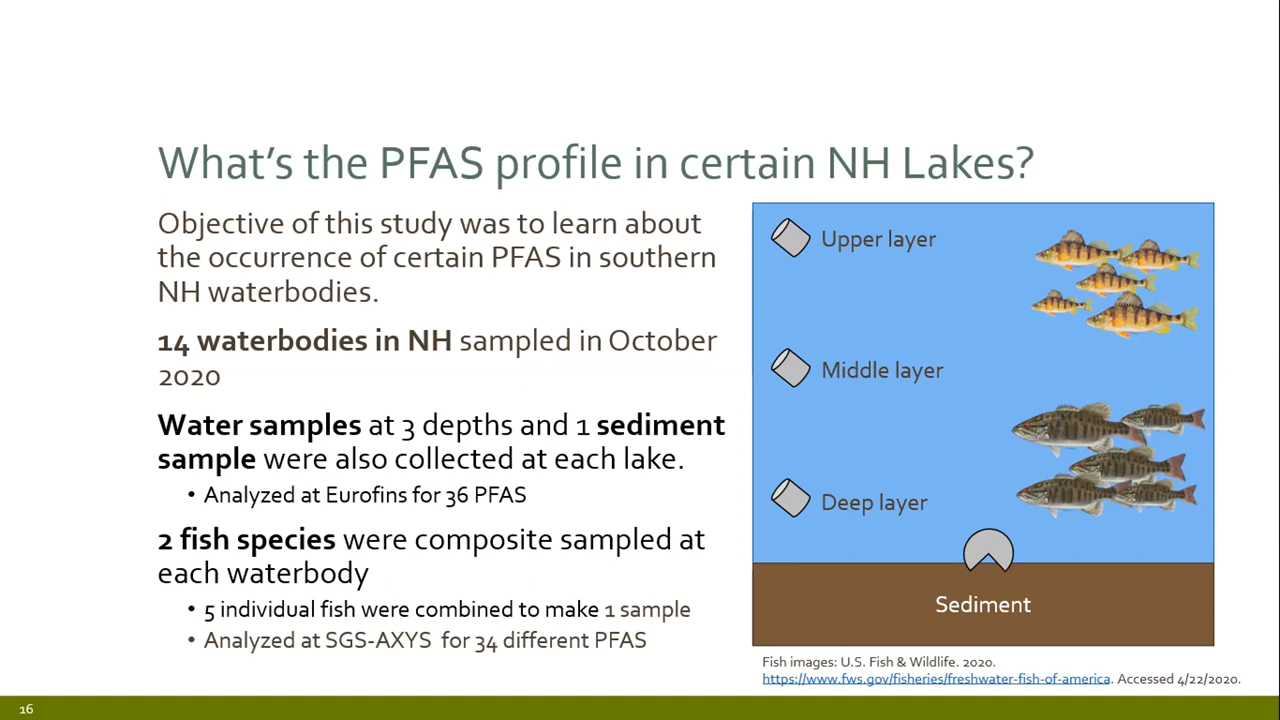 What's the PFAS profile in certain NH Lakes?
Objective of this study was to learn about
the occurrence of certain PFAS in southern
NH waterbodies.
14 waterbodies in NH sampled in October
2020
Water samples at 3 depths and 1 sediment
sample were also collected at each lake.
• Analyzed at Eurofins for 36 PFAS
2 fish species were composite sampled at
each waterbody
• 5 individual fish were combined to make 1 sample
• Analyzed at SGS-AXYS for 34 different PFAS
Upper layer
Middle layer
Deep layer
Sediment
Fish images: U.S. Fish & Wildlife. 2020.
https://www.fws.gov/fisheries/freshwater-fish-of-america. Accessed 4/22/2020.
16